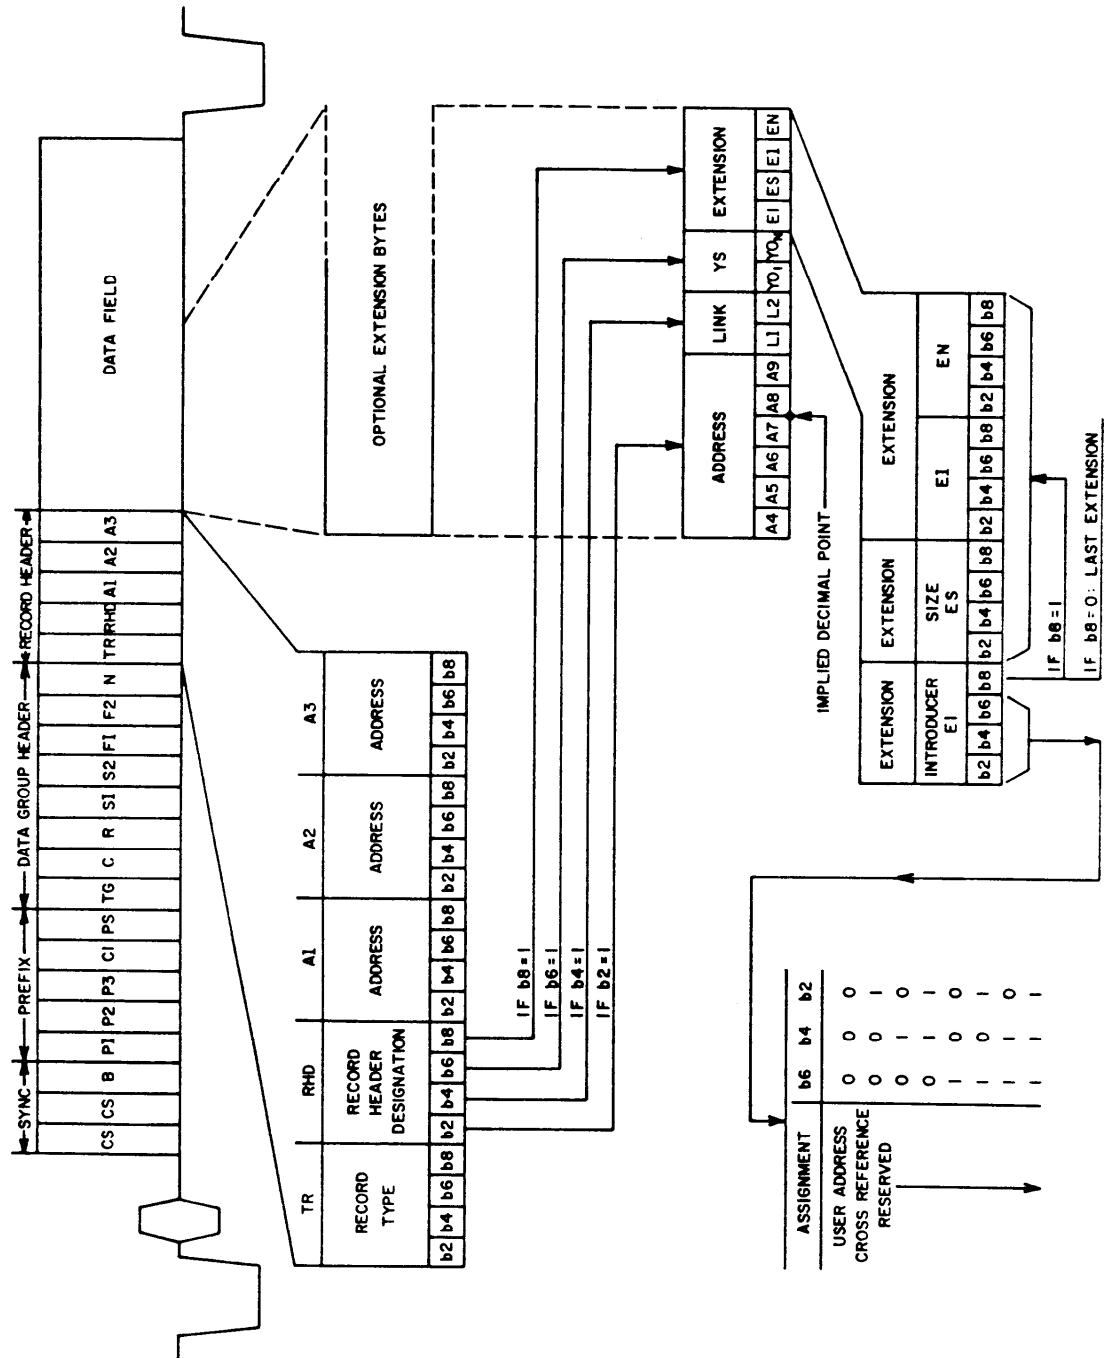 SYNC PREFIX DATA GROUP HEADER RECORD HEADER
CS CS B P1 P2 P3 C1 PS TG C R S1 S2 F1 F2 N TR RHD A1 A2 A3
DATA FIELD
TR RHD A1 A2 A3
RECORD TYPE
RECORD HEADER DESIGNATION
ADDRESS
ADDRESS
ADDRESS
b2 b4 b6 b8 b2 b4 b6 b8 b2 b4 b6 b8 b2 b4 b6 b8 b2 b4 b6 b8
OPTIONAL EXTENSION BYTES
IF b8=1
IF b6=1
IF b4=1
IF b2=1
ADDRESS LINK YS EXTENSION
A4 A5 A6 A7 A8 A9 L1 L2 YO1 YON E1 ES E1 EN
IMPLIED DECIMAL POINT
EXTENSION EXTENSION EXTENSION
INTRODUCER E1
SIZE ES
E1 EN
b2 b4 b6 b8 b2 b4 b6 b8 b2 b4 b6 b8 b2 b4 b6 b8
IF b8=1
IF b8=0: LAST EXTENSION
ASSIGNMENT b6 b4 b2
USER ADDRESS 0 0 0
CROSS REFERENCE 0 0 1
RESERVED 0 1 0
0 1 1
1 0 0
1 0 1
1 1 0
1 1 1